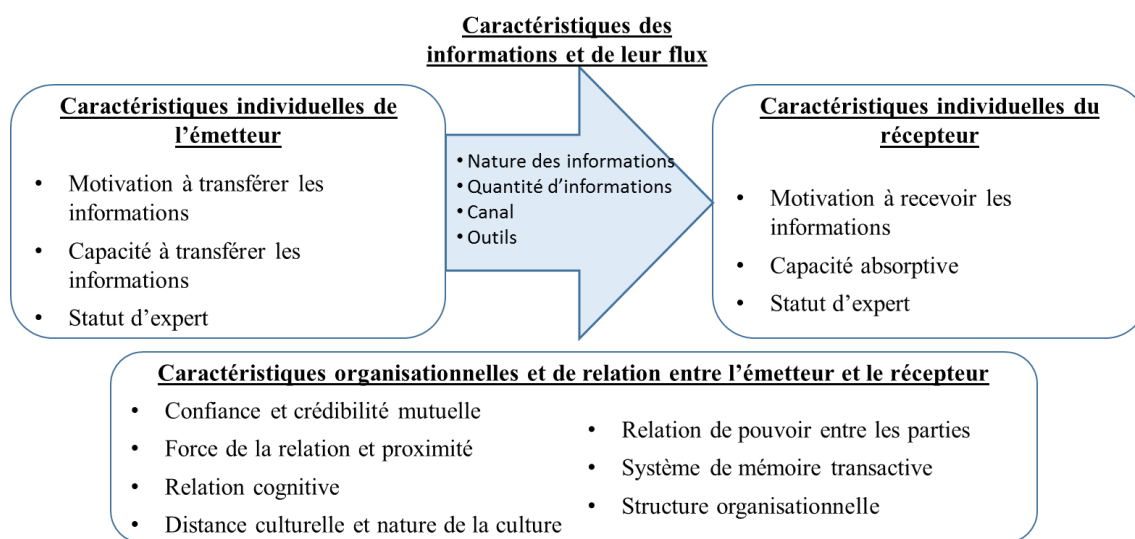 Caractéristiques des
informations et de leur flux
Caractéristiques individuelles de
l’émetteur
• Motivation à transférer les
informations
• Capacité à transférer les
informations
• Statut d’expert
• Nature des informations
• Quantité d’informations
• Canal
• Outils
Caractéristiques individuelles du
récepteur
• Motivation à recevoir les
informations
• Capacité absorptive
• Statut d’expert
Caractéristiques organisationnelles et de relation entre l’émetteur et le récepteur
• Confiance et crédibilité mutuelle
• Force de la relation et proximité
• Relation cognitive
• Distance culturelle et nature de la culture
• Relation de pouvoir entre les parties
• Système de mémoire transactive
• Structure organisationnelle